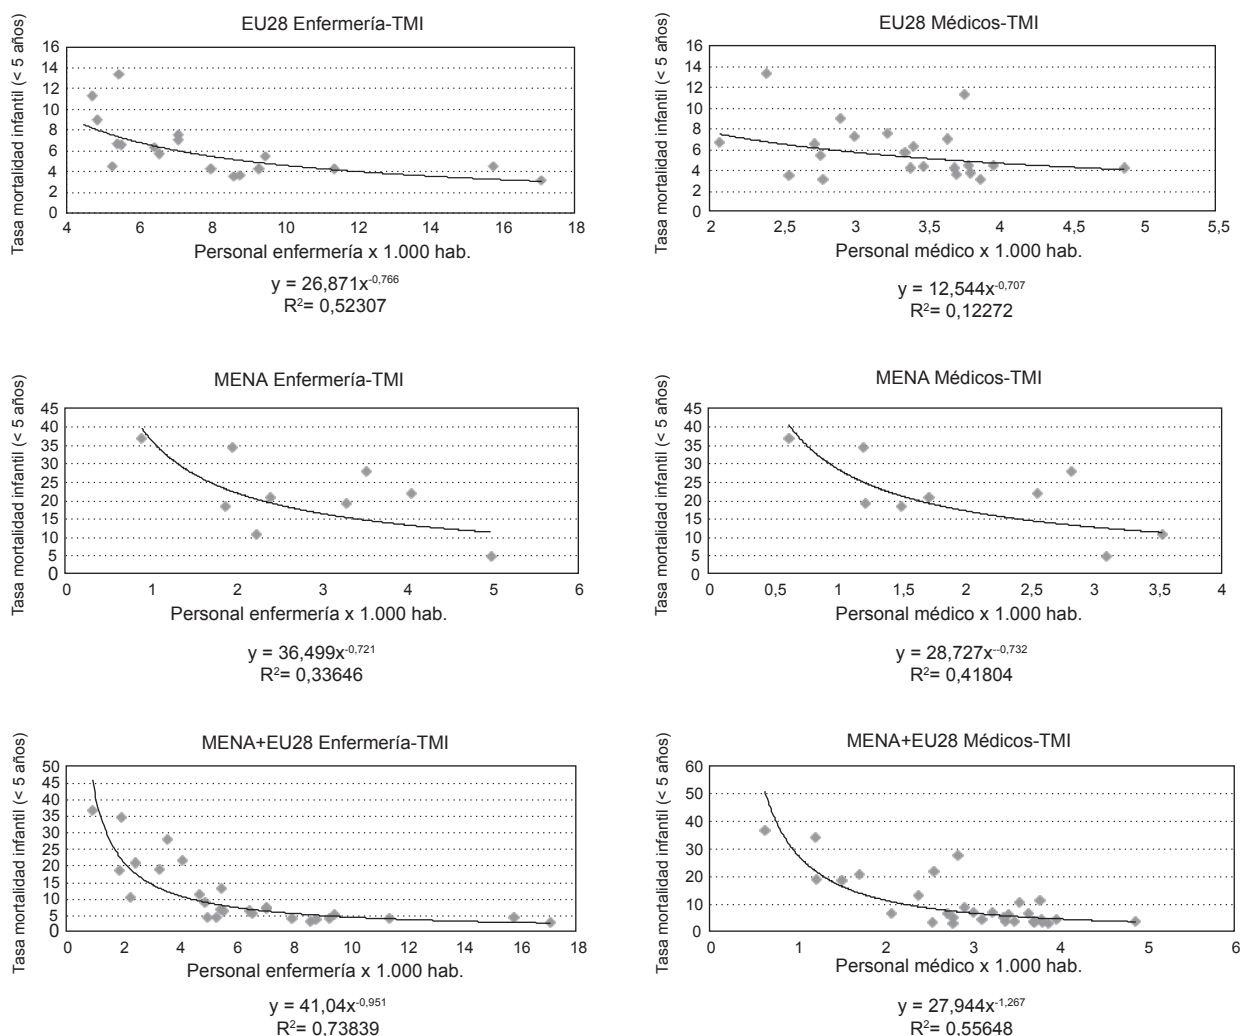 EU28 Enfermería-TMI
Tasa mortalidad infantil (< 5 años)
16
14
12
10
8
6
4
2
0
4 6 8 10 12 14 16 18
Personal enfermería x 1.000 hab.
y = 26,871x-0,766
R2= 0,52307
EU28 Médicos-TMI
Tasa mortalidad infantil (< 5 años)
16
14
12
10
8
6
4
2
0
2 2,5 3 3,5 4 4,5 5 5,5
Personal médico x 1.000 hab.
y = 12,544x-0,707
R2= 0,12272
MENA Enfermería-TMI
Tasa mortalidad infantil (< 5 años)
45
40
35
30
25
20
15
10
5
0
0 1 2 3 4 5 6
Personal enfermería x 1.000 hab.
y = 36,499x-0,721
R2= 0,33646
MENA Médicos-TMI
Tasa mortalidad infantil (< 5 años)
45
40
35
30
25
20
15
10
5
0
0 0,5 1 1,5 2 2,5 3 3,5 4
Personal médico x 1.000 hab.
y = 28,727x--0,732
R2= 0,41804
MENA+EU28 Enfermería-TMI
Tasa mortalidad infantil (< 5 años)
50
45
40
35
30
25
20
15
10
5
0
0 2 4 6 8 10 12 14 16 18
Personal enfermería x 1.000 hab.
y = 41,04x-0,951
R2= 0,73839
MENA+EU28 Médicos-TMI
Tasa mortalidad infantil (< 5 años)
60
50
40
30
20
10
0
0 1 2 3 4 5 6
Personal médico x 1.000 hab.
y = 27,944x-1,267
R2= 0,55648